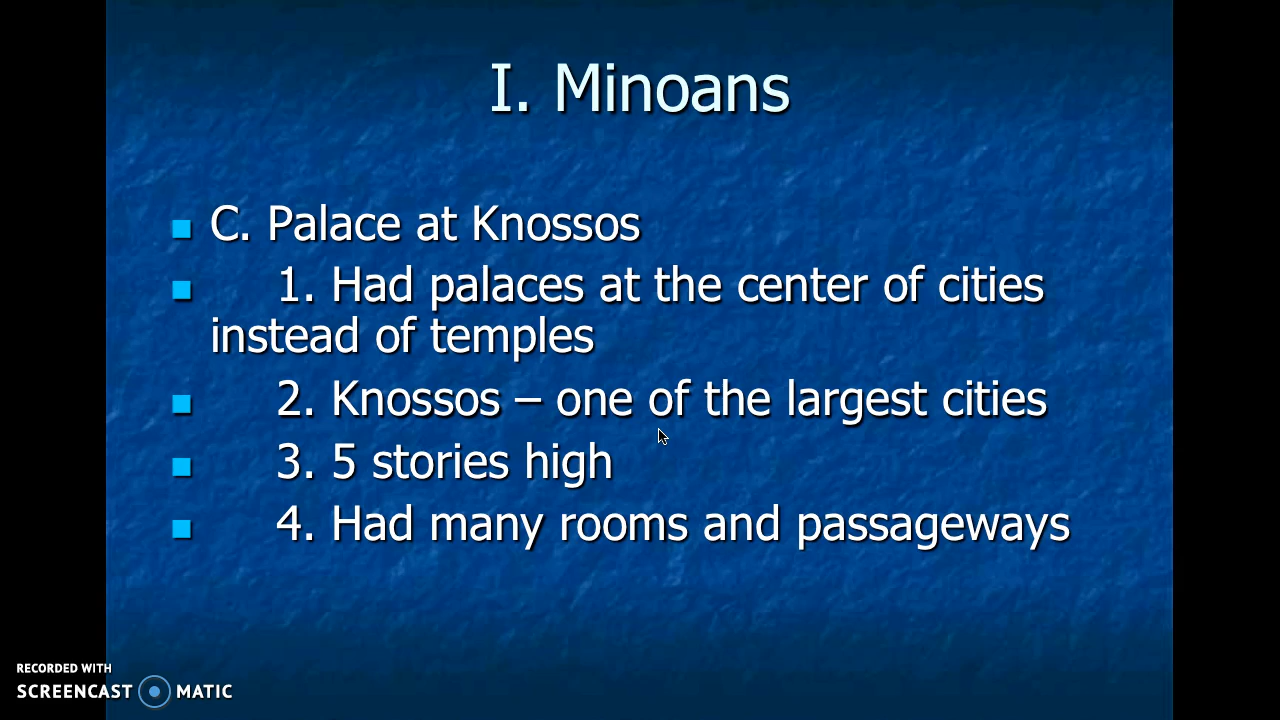 I. Minoans
C. Palace at Knossos
1. Had palaces at the center of cities
instead of temples
2. Knossos – one of the largest cities
3. 5 stories high
4. Had many rooms and passageways
RECORDED WITH
SCREENCAST MATIC